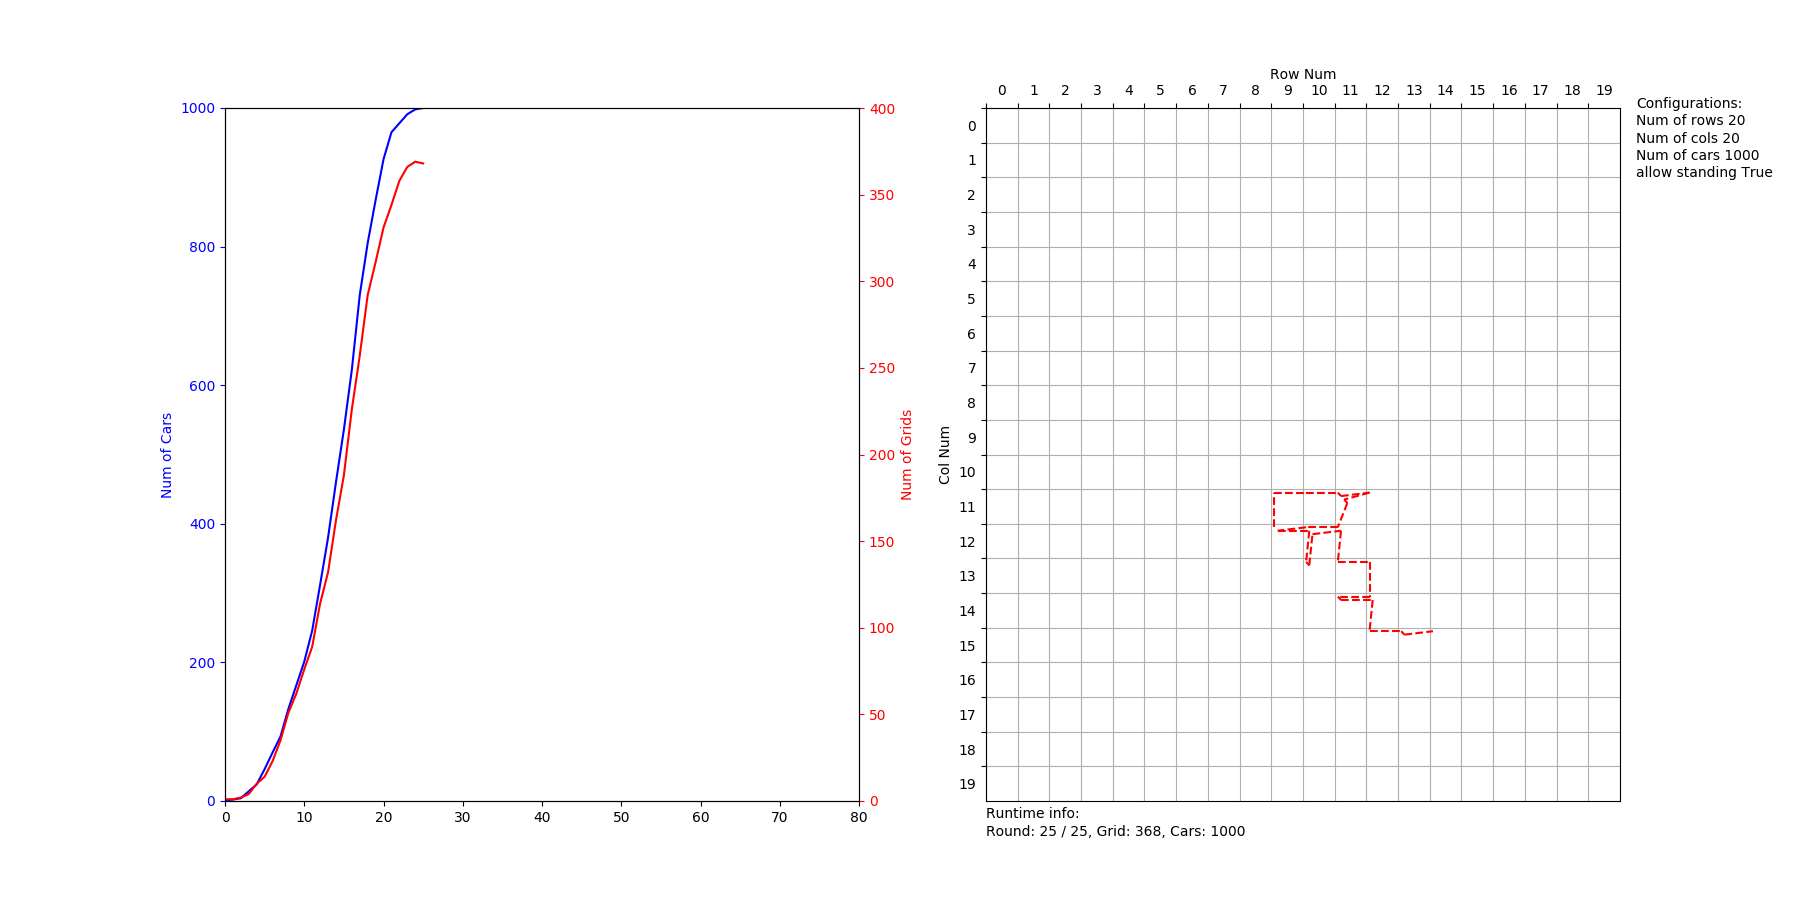 Num of Cars
1000
800
600
400
200
0
0 10 20 30 40 50 60 70 80
400
350
300
250
200
150
100
50
0
Num of Grids
Row Num
0 1 2 3 4 5 6 7 8 9 10 11 12 13 14 15 16 17 18 19
Col Num
0
1
2
3
4
5
6
7
8
9
10
11
12
13
14
15
16
17
18
19
Configurations:
Num of rows 20
Num of cols 20
Num of cars 1000
allow standing True
Runtime info:
Round: 25 / 25, Grid: 368, Cars: 1000